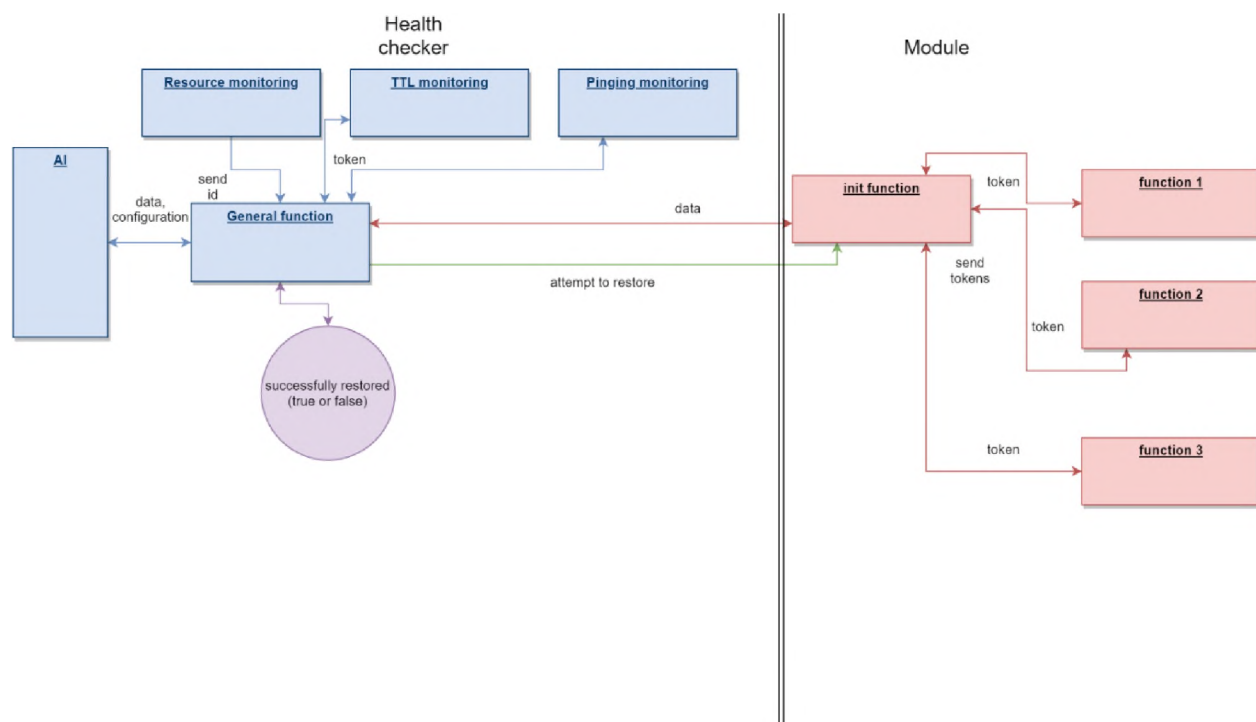 Health
checker
Module
Resource monitoring
TTL monitoring
Pinging monitoring
AI
token
send
id
data,
configuration
General function
data
attempt to restore
successfully restored
(true or false)
init function
token
function 1
send
tokens
function 2
token
token
function 3